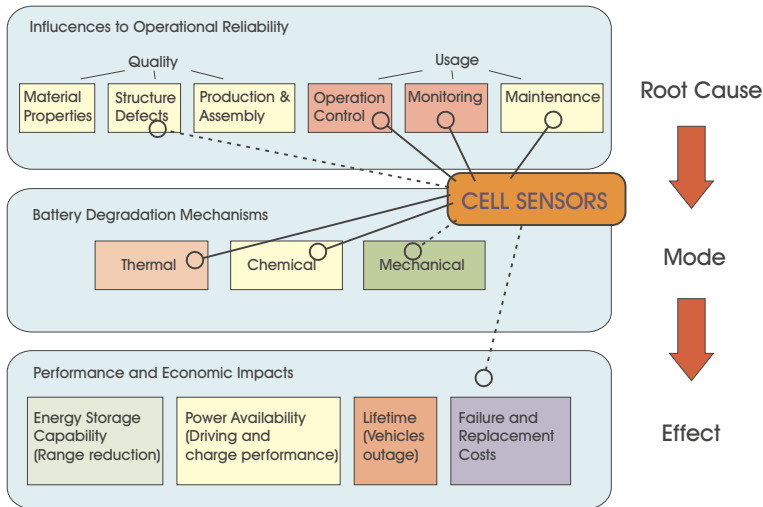 Influcences to Operational Reliability
Quality
Usage
Material
Properties
Structure
Defects
Production &
Assembly
Operation
Control
Monitoring
Maintenance
Root Cause
CELL SENSORS
Battery Degradation Mechanisms
Thermal
Chemical
Mechanical
Mode
Performance and Economic Impacts
Energy Storage
Capability
(Range reduction)
Power Availability
(Driving and
charge performance)
Lifetime
(Vehicles
outage)
Failure and
Replacement
Costs
Effect